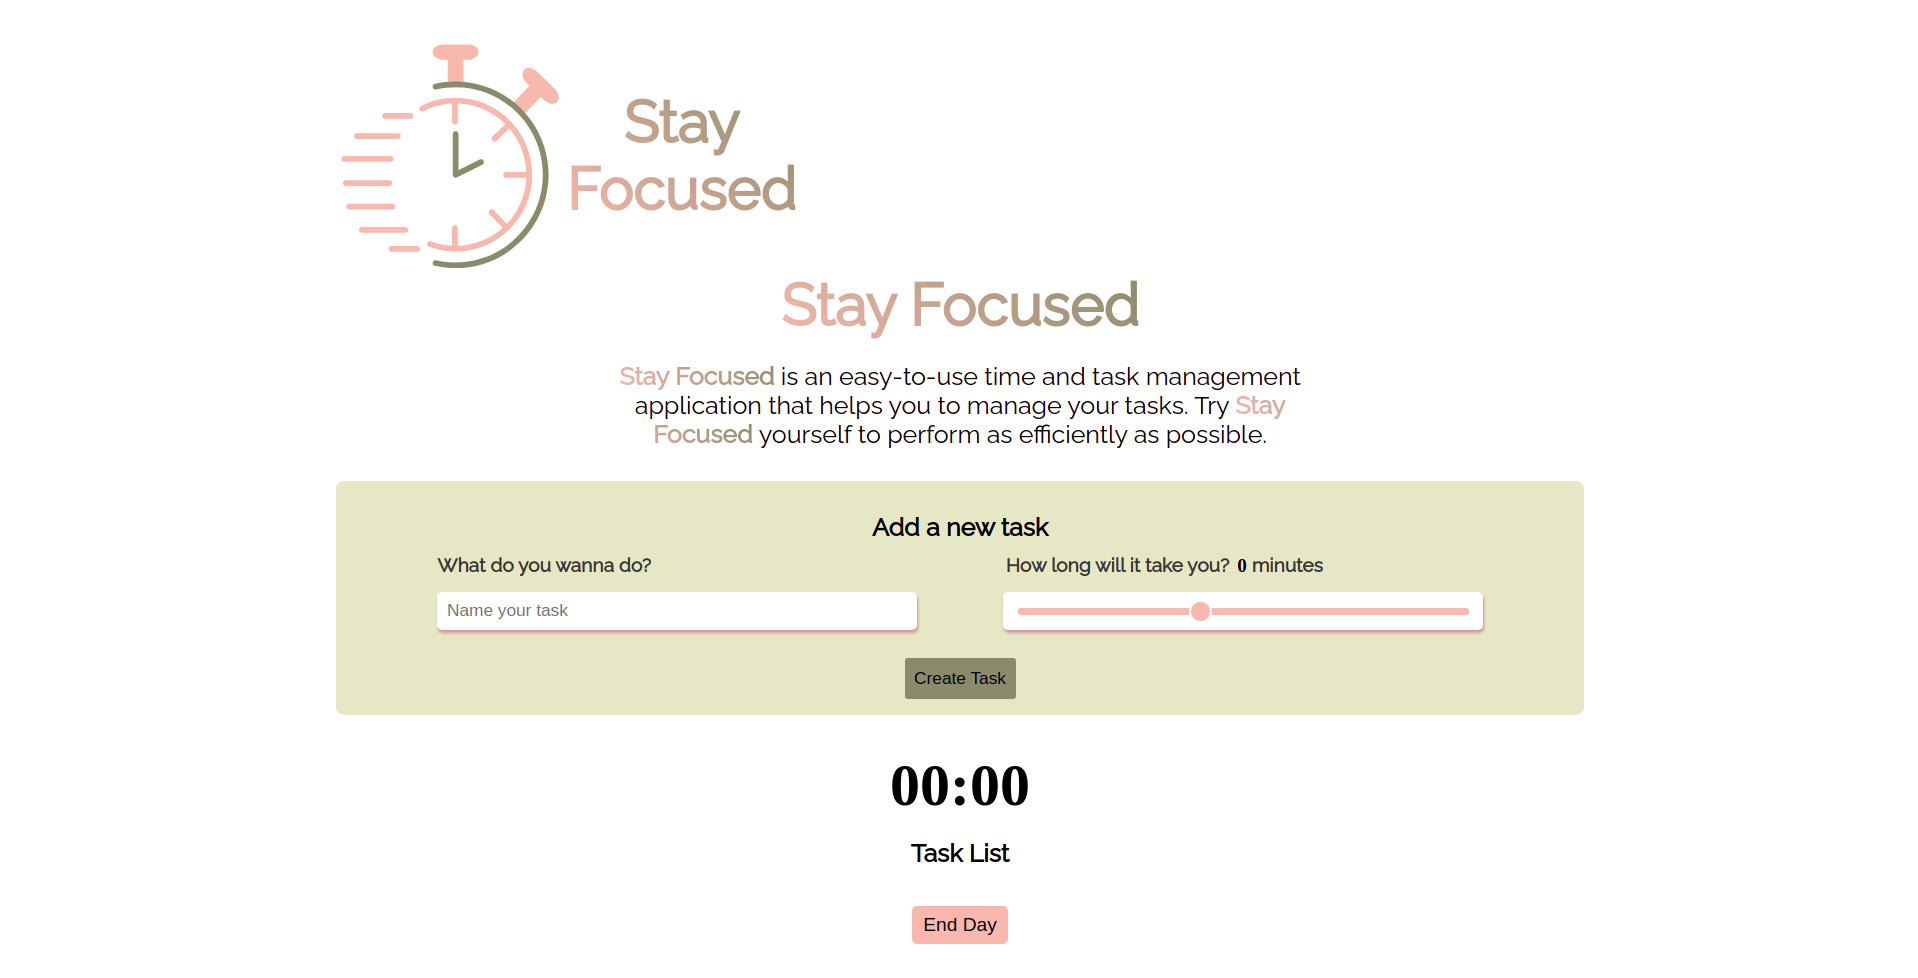 Stay
Focused
Stay Focused
Stay Focused is an easy-to-use time and task management
application that helps you to manage your tasks. Try Stay
Focused yourself to perform as efficiently as possible.
Add a new task
What do you wanna do?
How long will it take you? 0 minutes
Name your task
Create Task
00:00
Task List
End Day